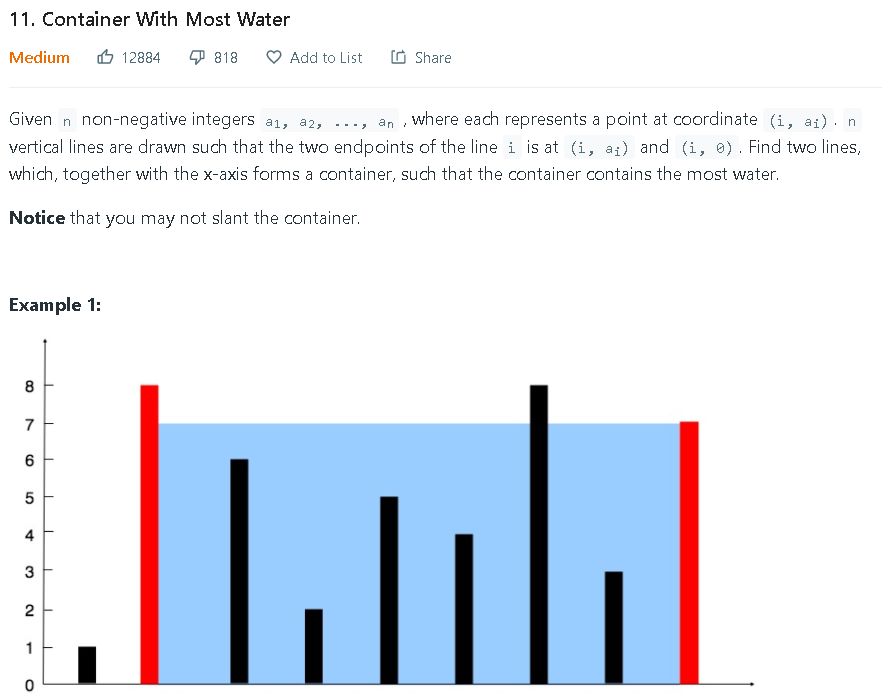 11. Container With Most Water
Medium 12884 818 Add to List Share
Given n non-negative integers a₁, a₂, ..., aₙ , where each represents a point at coordinate (i, aᵢ) . n
vertical lines are drawn such that the two endpoints of the line i is at (i, aᵢ) and (i, 0) . Find two lines,
which, together with the x-axis forms a container, such that the container contains the most water.
Notice that you may not slant the container.
Example 1:
8
7
6
5
4
3
2
1
0